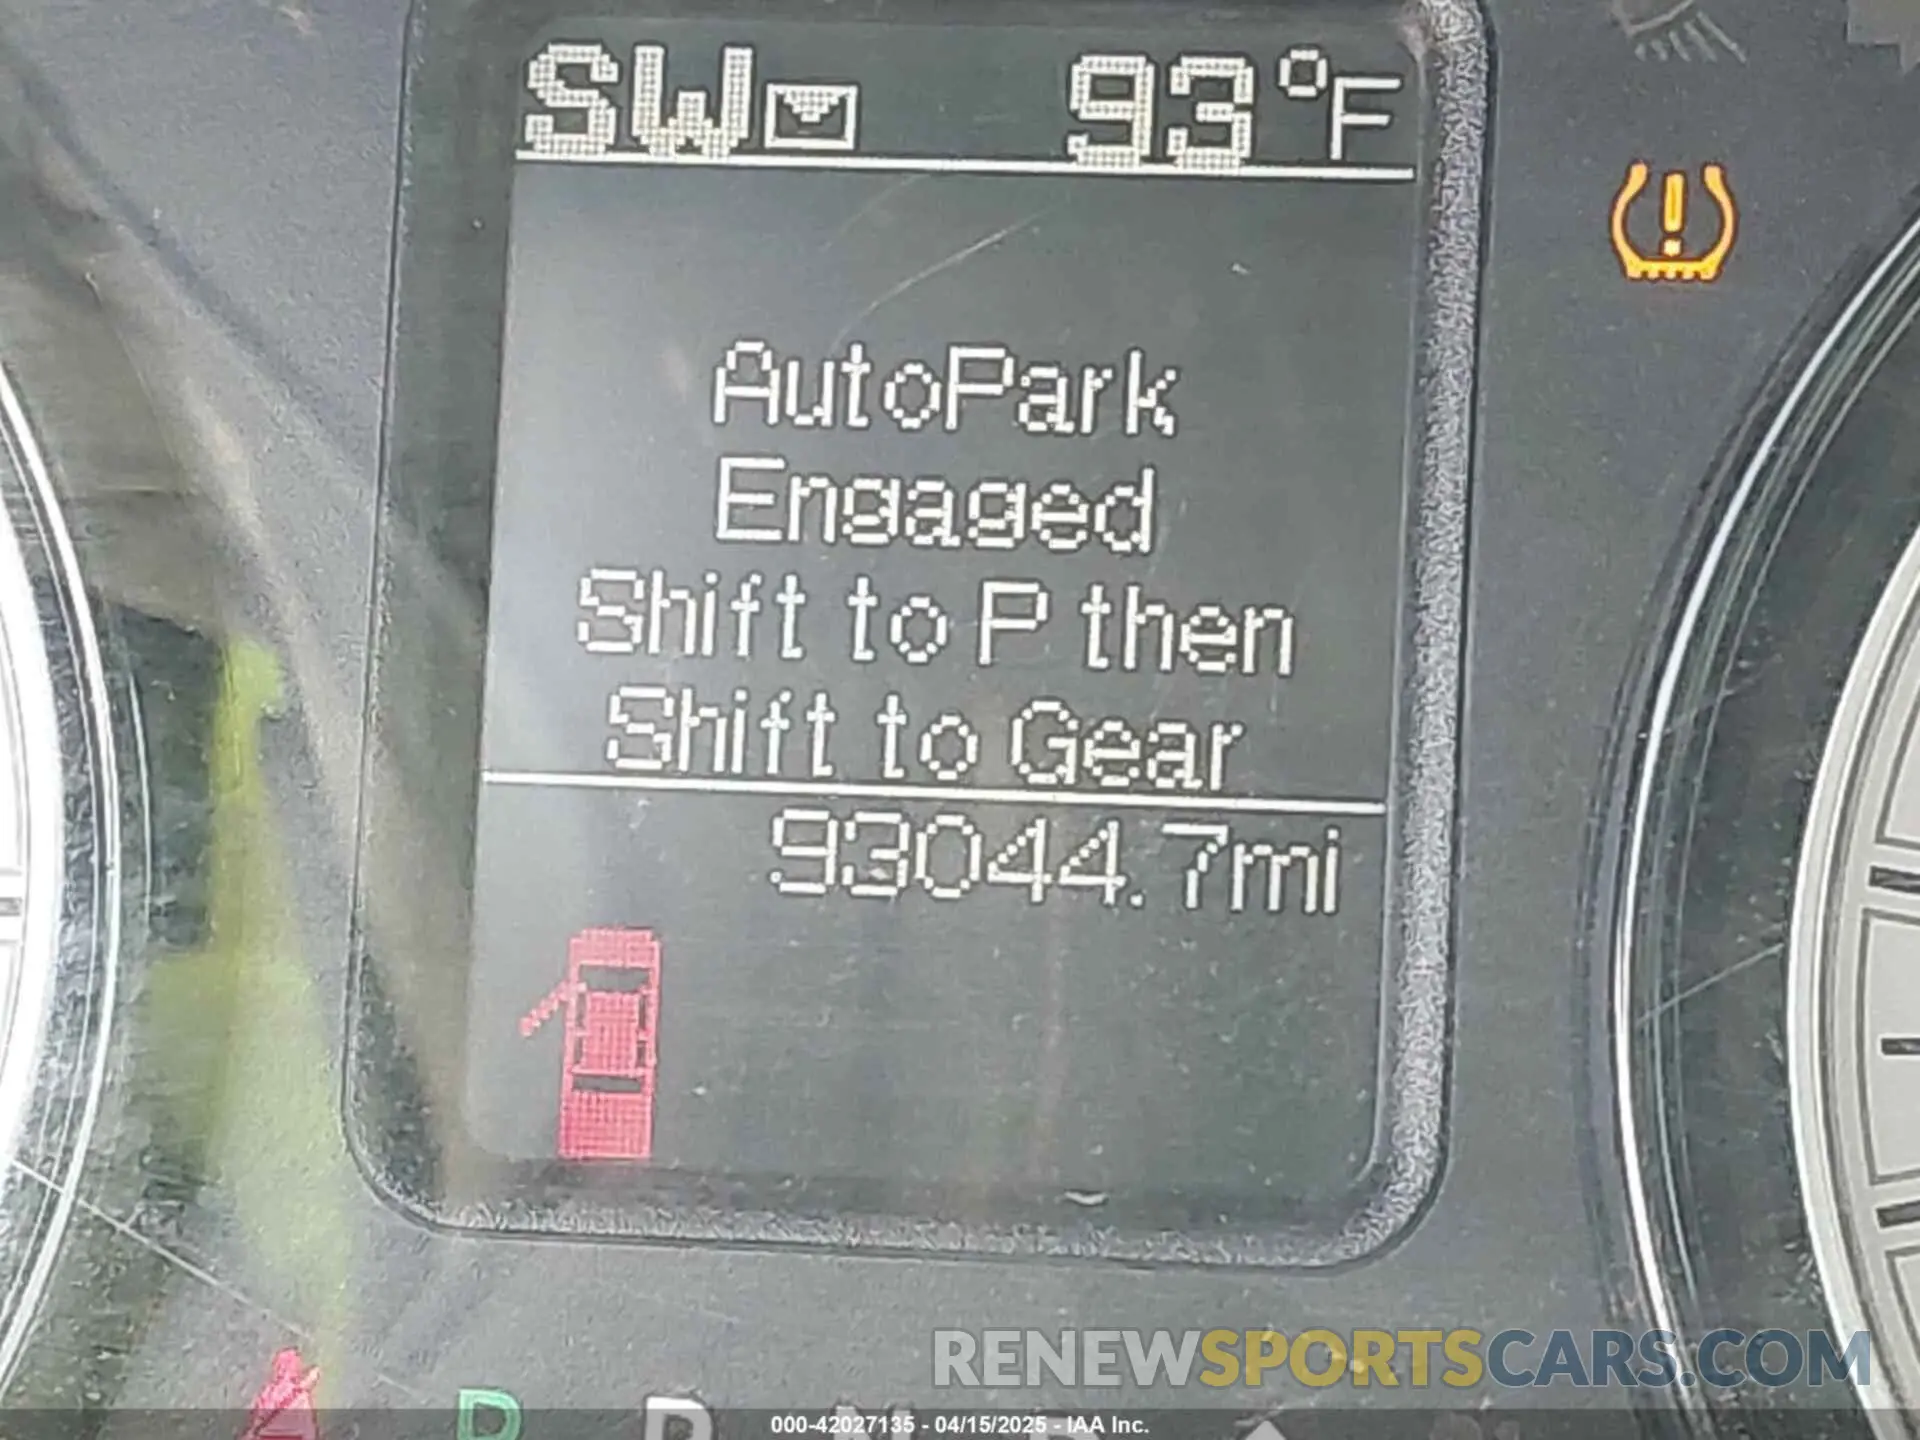 SW 93°F
AutoPark
Engaged
Shift to P then
Shift to Gear
93044.7mi
RENEWSPORTSCARS.COM
P R N D
000-42027135 - 04/15/2025 - IAA Inc.